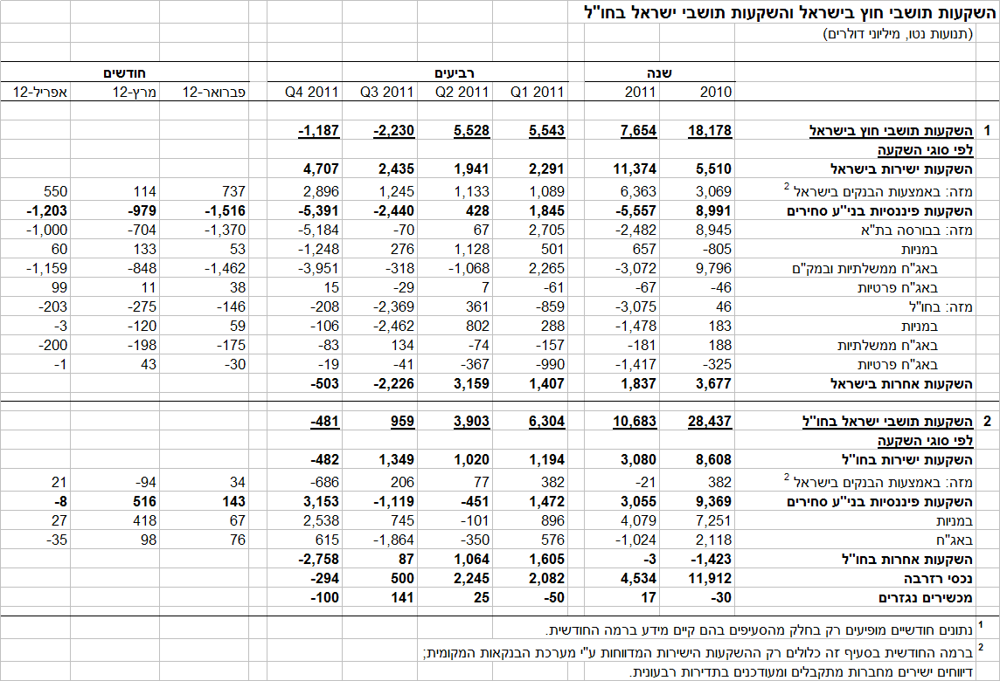 השקעות תושבי חוץ בישראל והשקעות תושבי ישראל בחו"ל
(תנועות נטו, מיליוני דולרים)
שנה רביעים חודשים
2010 2011 Q1 2011 Q2 2011 Q3 2011 Q4 2011 פברואר-12 מרץ-12 אפריל-12
1 השקעות תושבי חוץ בישראל 18,178 7,654 5,543 5,528 -2,230 -1,187
לפי סוגי השקעה
השקעות ישירות בישראל 5,510 11,374 2,291 1,941 2,435 4,707
מזה: באמצעות הבנקים בישראל 2 3,069 6,363 1,089 1,133 1,245 2,896 737 114 550
השקעות פיננסיות בני"ע סחירים 8,991 -5,557 1,845 428 -2,440 -5,391 -1,516 -979 -1,203
מזה: בבורסה בת"א 8,945 -2,482 2,705 67 -70 -5,184 -1,370 -704 -1,000
במניות -805 657 501 1,128 276 -1,248 53 133 60
באג"ח ממשלתיות ובמק"ם 9,796 -3,072 2,265 -1,068 -318 -3,951 -1,462 -848 -1,159
באג"ח פרטיות -46 -67 -61 7 -29 15 38 11 99
מזה: בחו"ל 46 -3,075 -859 361 -2,369 -208 -146 -275 -203
במניות 183 -1,478 288 802 -2,462 -106 59 -120 -3
באג"ח ממשלתיות 188 -181 -157 -74 134 -83 -175 -198 -200
באג"ח פרטיות -325 -1,417 -990 -367 -41 -19 -30 43 -1
השקעות אחרות בישראל 3,677 1,837 1,407 3,159 -2,226 -503
2 השקעות תושבי ישראל בחו"ל 28,437 10,683 6,304 3,903 959 -481
לפי סוגי השקעה
השקעות ישירות בחו"ל 8,608 3,080 1,194 1,020 1,349 -482
מזה: באמצעות הבנקים בישראל 2 382 -21 382 77 206 -686 34 -94 21
השקעות פיננסיות בני"ע סחירים 9,369 3,055 1,472 -451 -1,119 3,153 143 516 -8
במניות 7,251 4,079 896 -101 745 2,538 67 418 27
באג"ח 2,118 -1,024 576 -350 -1,864 615 76 98 -35
השקעות אחרות בחו"ל -1,423 -3 1,605 1,064 87 -2,758
נכסי רזרבה 11,912 4,534 2,082 2,245 500 -294
מכשירים נגזרים -30 17 -50 25 141 -100
1 נתונים חודשיים מופיעים רק בחלק מהסעיפים בהם קיים מידע ברמה החודשית.
2 ברמה החודשית בסעיף זה כלולים רק ההשקעות הישירות המדווחות ע"י מערכת הבנקאות המקומית;
דיווחים ישירים מחברות מתקבלים ומעודכנים בתדירות רבעונית.